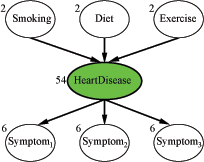 2 Smoking 2 Diet 2 Exercise
54 HeartDisease
6 Symptom1 6 Symptom2 6 Symptom3